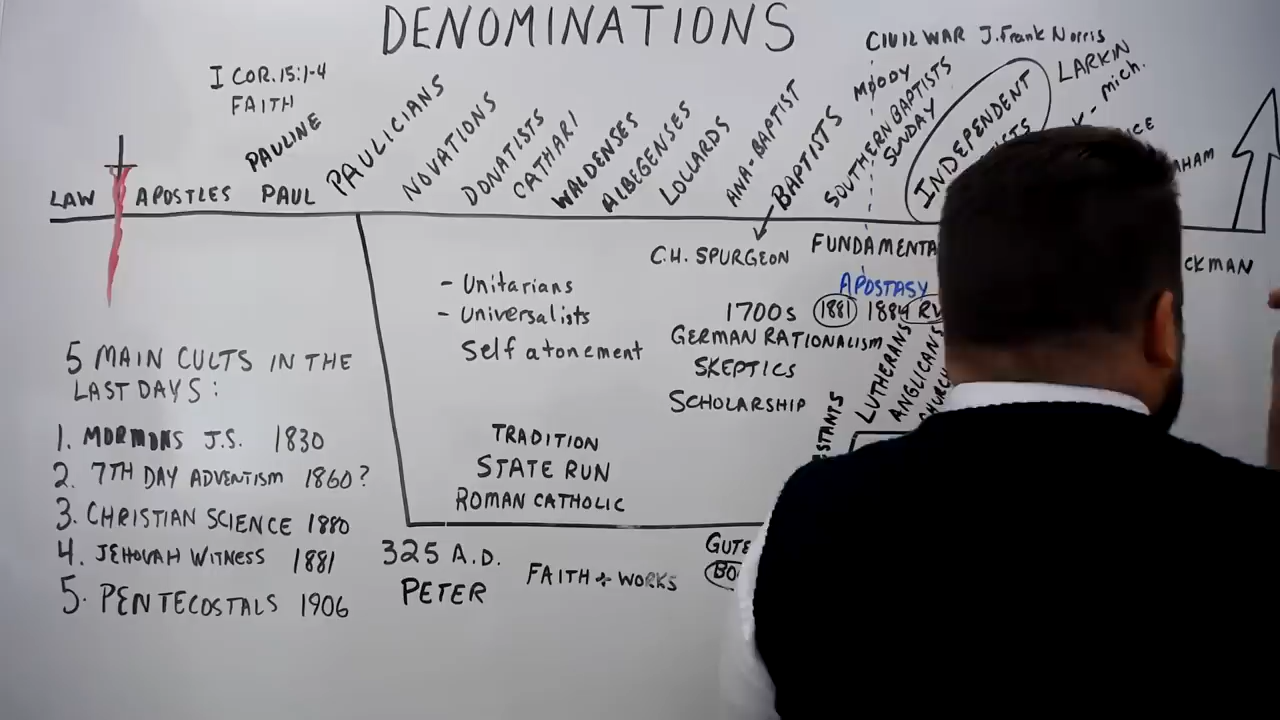 DENOMINATIONS
CIVIL WAR J. Frank Norris
I COR. 15:1-4
FAITH
PAULINE
LAW
APOSTLES
PAUL
PAULICIANS
NOVATIONS
DONATISTS
CATHARI
WALDENSES
ALBEGENSES
LOLLARDS
ANA-BAPTIST
BAPTISTS
MOODY
SOUTHERN BAPTISTS
SUNDAY
INDEPENDENT
LARKIN
mich.
C.H. SPURGEON
FUNDAMENTA
CKMAN
APOSTASY
- Unitarians
- Universalists
Self atonement
1700s 1881 1884 RV
GERMAN RATIONALISM
SKEPTICS
SCHOLARSHIP
LUTHERANS
ANGLICAN
5 MAIN CULTS IN THE
LAST DAYS:
1. MORMONS J.S. 1830
2. 7TH DAY ADVENTISM 1860?
3. CHRISTIAN SCIENCE 1880
4. JEHOVAH WITNESS 1881
5. PENTECOSTALS 1906
TRADITION
STATE RUN
ROMAN CATHOLIC
325 A.D.
PETER
FAITH + WORKS
GUTE